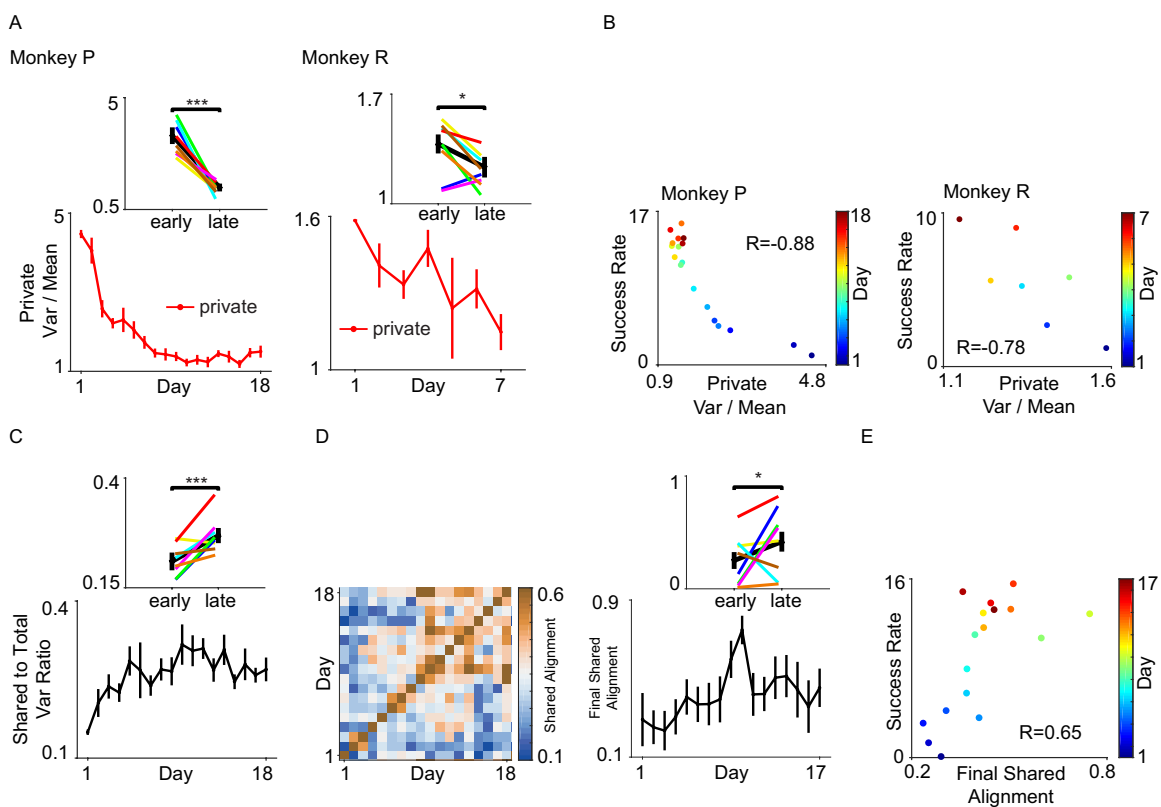 A
B
Monkey P
Monkey R
5
***
0.5
early late
1.7
*
1
early late
5
Private
Var / Mean
private
1
1
Day
18
1.6
private
1.1
1
Day
7
Monkey P
17
Success Rate
R=-0.88
0
0.9
Private
Var / Mean
4.8
18
Day
1
Monkey R
10
Success Rate
R=-0.78
0
1.1
Private
Var / Mean
1.6
7
Day
1
C
D
E
0.4
***
0.15
early late
0.4
Shared to Total
Var Ratio
0.1
1
Day
18
18
Day
1
1
Day
18
0.6
Shared Alignment
0.1
1
*
0
early late
0.9
Final Shared
Alignment
0.1
1
Day
17
16
Success Rate
0
R=0.65
0.2
Final Shared
Alignment
0.8
17
Day
1